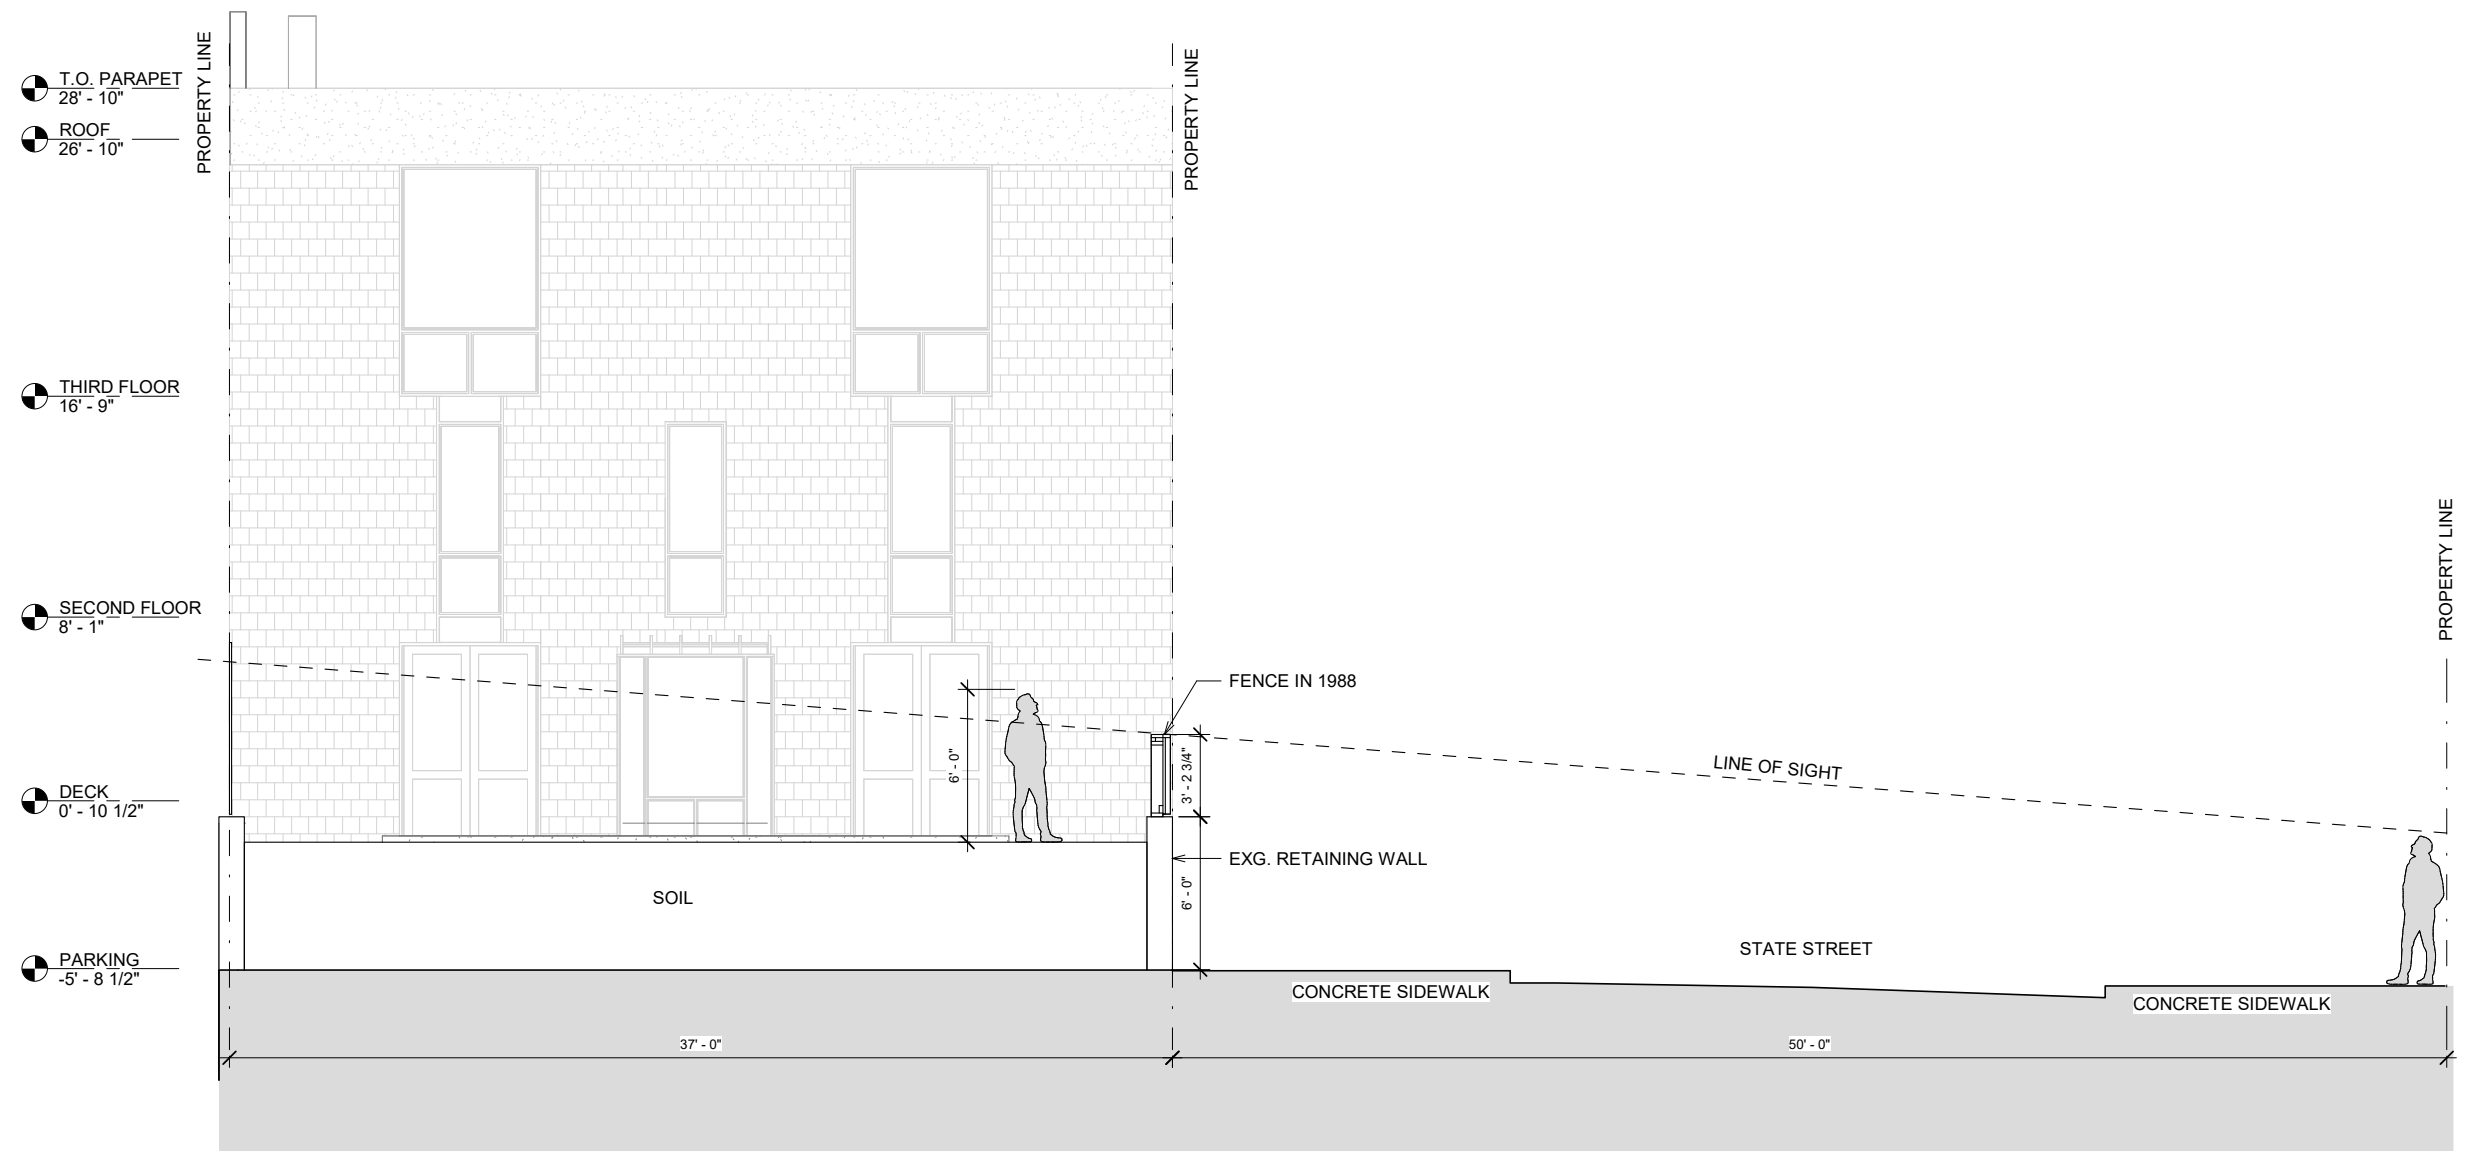 T.O. PARAPET
28' - 10"
ROOF
26' - 10"
THIRD FLOOR
16' - 9"
SECOND FLOOR
8' - 1"
DECK
0' - 10 1/2"
PARKING
-5' - 8 1/2"
PROPERTY LINE
PROPERTY LINE
PROPERTY LINE
FENCE IN 1988
6' - 0"
3' - 2 3/4"
LINE OF SIGHT
EXG. RETAINING WALL
6' - 0"
SOIL
STATE STREET
CONCRETE SIDEWALK
CONCRETE SIDEWALK
37' - 0"
50' - 0"